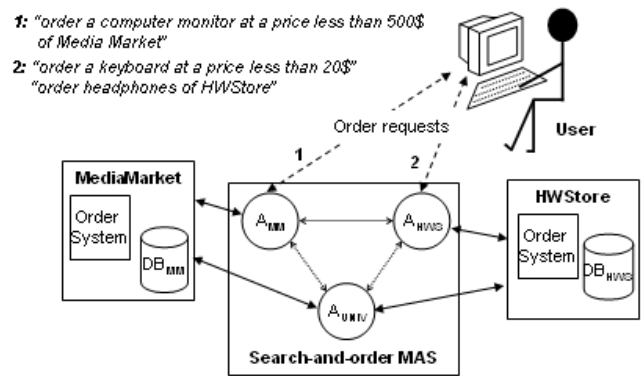 1: "order a computer monitor at a price less than 500$
of Media Market"
2: "order a keyboard at a price less than 20$"
"order headphones of HWStore"
Order requests
User
1
2
MediaMarket
HWStore
Order
System
DBMM
AMM
AHWS
Order
System
DBHWS
AUNIV
Search-and-order MAS